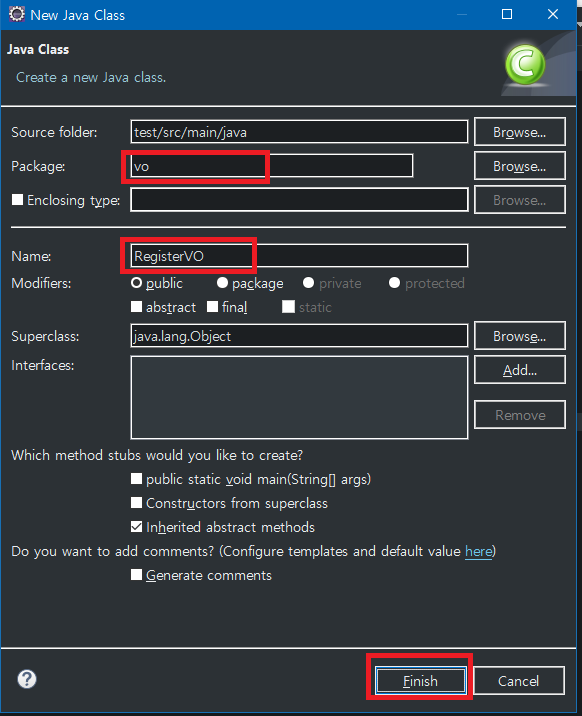 New Java Class
Java Class
Create a new Java class.
C
Source folder: test/src/main/java Browse...
Package: vo Browse...
Enclosing type: Browse...
Name: RegisterVO
Modifiers: public package private protected
abstract final static
Superclass: java.lang.Object Browse...
Interfaces: Add...
Remove
Which method stubs would you like to create?
public static void main(String[] args)
Constructors from superclass
Inherited abstract methods
Do you want to add comments? (Configure templates and default value here)
Generate comments
? Finish Cancel